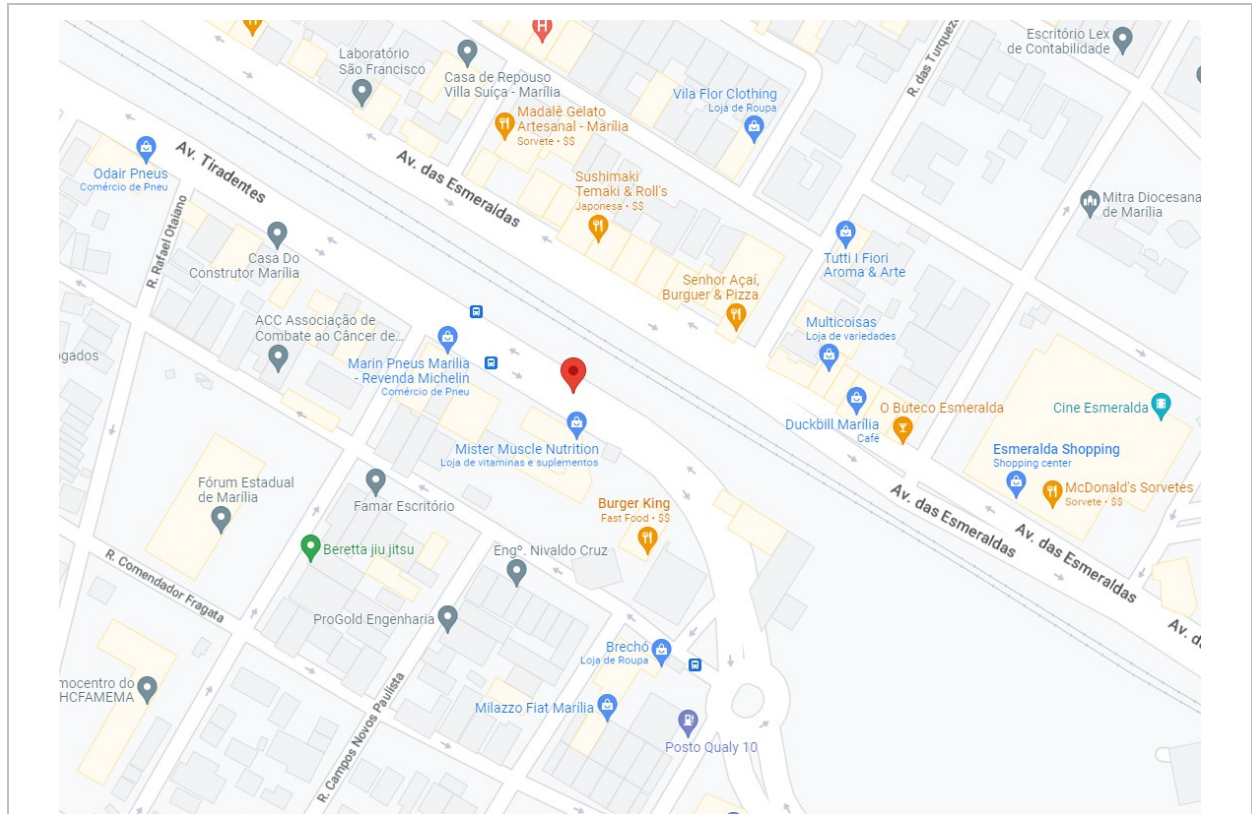 H
Escritório Lex
de Contabilidade
R. das Turquezas
Laboratório
São Francisco
Casa de Repouso
Villa Suíça - Marília
Vila Flor Clothing
Loja de Roupa
Madalê Gelato
Artesanal - Marília
Sorvete • $$
Odair Pneus
Comércio de Pneu
Av. Tiradentes
Av. das Esmeraldas
Sushimaki
Temaki & Roll's
Japonesa • $$
Mitra Diocesana
de Marília
R. Rafael Otaiano
Casa Do
Construtor Marília
Tutti I Fiori
Aroma & Arte
Senhor Açaí,
Burguer & Pizza
ACC Associação de
Combate ao Câncer de...
Multicoisas
Loja de variedades
ogados
Marin Pneus Marilia
- Revenda Michelin
Comércio de Pneu
O Buteco Esmeralda
Cine Esmeralda
Duckbill Marília
Café
Mister Muscle Nutrition
Loja de vitaminas e suplementos
Esmeralda Shopping
Shopping center
Fórum Estadual
de Marília
McDonald's Sorvetes
Sorvete • $$
Famar Escritório
Burger King
Fast Food • $$
Av. das Esmeraldas
Av. das Esmeraldas
Beretta jiu jitsu
Engº. Nivaldo Cruz
R. Comendador Fragata
ProGold Engenharia
Av. d
Brechó
Loja de Roupa
mocentro do
HCFAMEMA
R. Campos Novos Paulista
Milazzo Fiat Marília
Posto Qualy 10